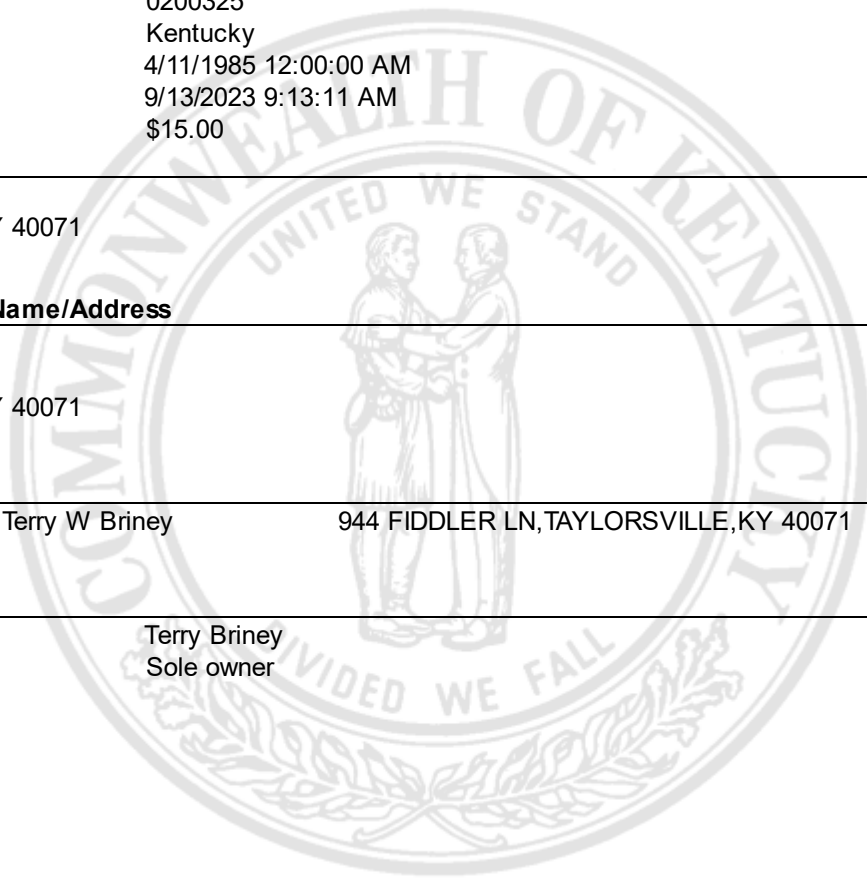 0200325
Kentucky
4/11/1985 12:00:00 AM
9/13/2023 9:13:11 AM
$15.00
40071
Name/Address
40071
Terry W Briney 944 FIDDLER LN,TAYLORSVILLE,KY 40071
Terry Briney
Sole owner
COMMONWEALTH OF KENTUCKY
UNITED WE STAND
DIVIDED WE FALL